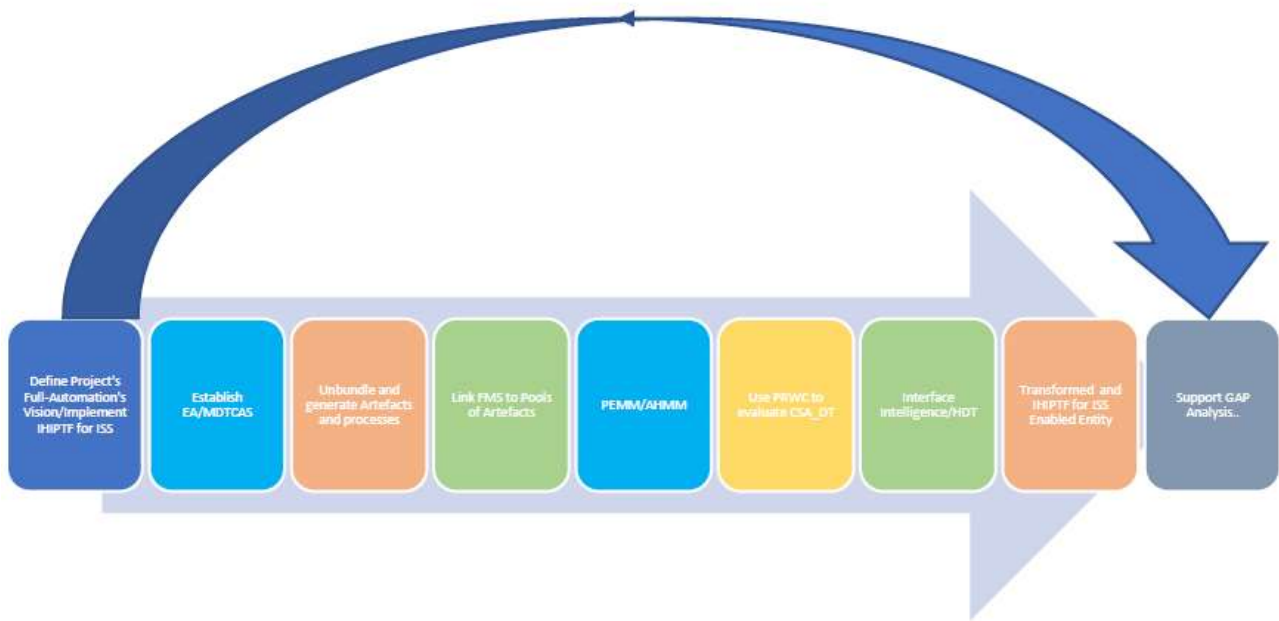 Define Project's
Full-Automation's
Vision/Implement
IHIPTF for ISS
Establish
EA/MDTCAS
Unbundle and
generate Artefacts
and processes
Link FMS to Pools
of Artefacts
PEMM/AHMM
Use PRWC to
evaluate CSA_DT
Interface
Intelligence/HDT
Transformed and
IHIPTF for ISS
Enabled Entity
Support GAP
Analysis..